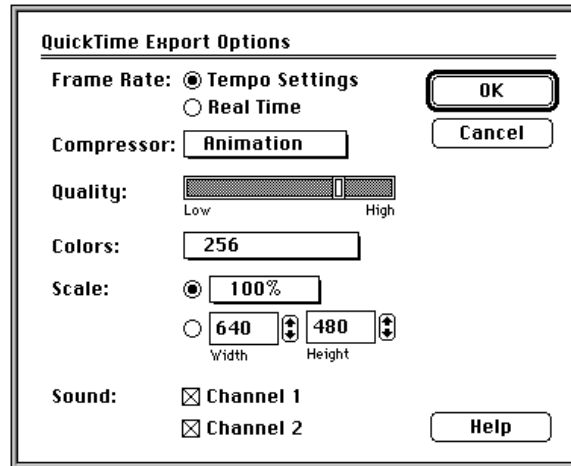 QuickTime Export Options
Frame Rate: Tempo Settings
OK
Real Time
Cancel
Compressor: Animation
Quality:
Low High
Colors: 256
Scale: 100%
640 480
Width Height
Sound: Channel 1
Channel 2
Help